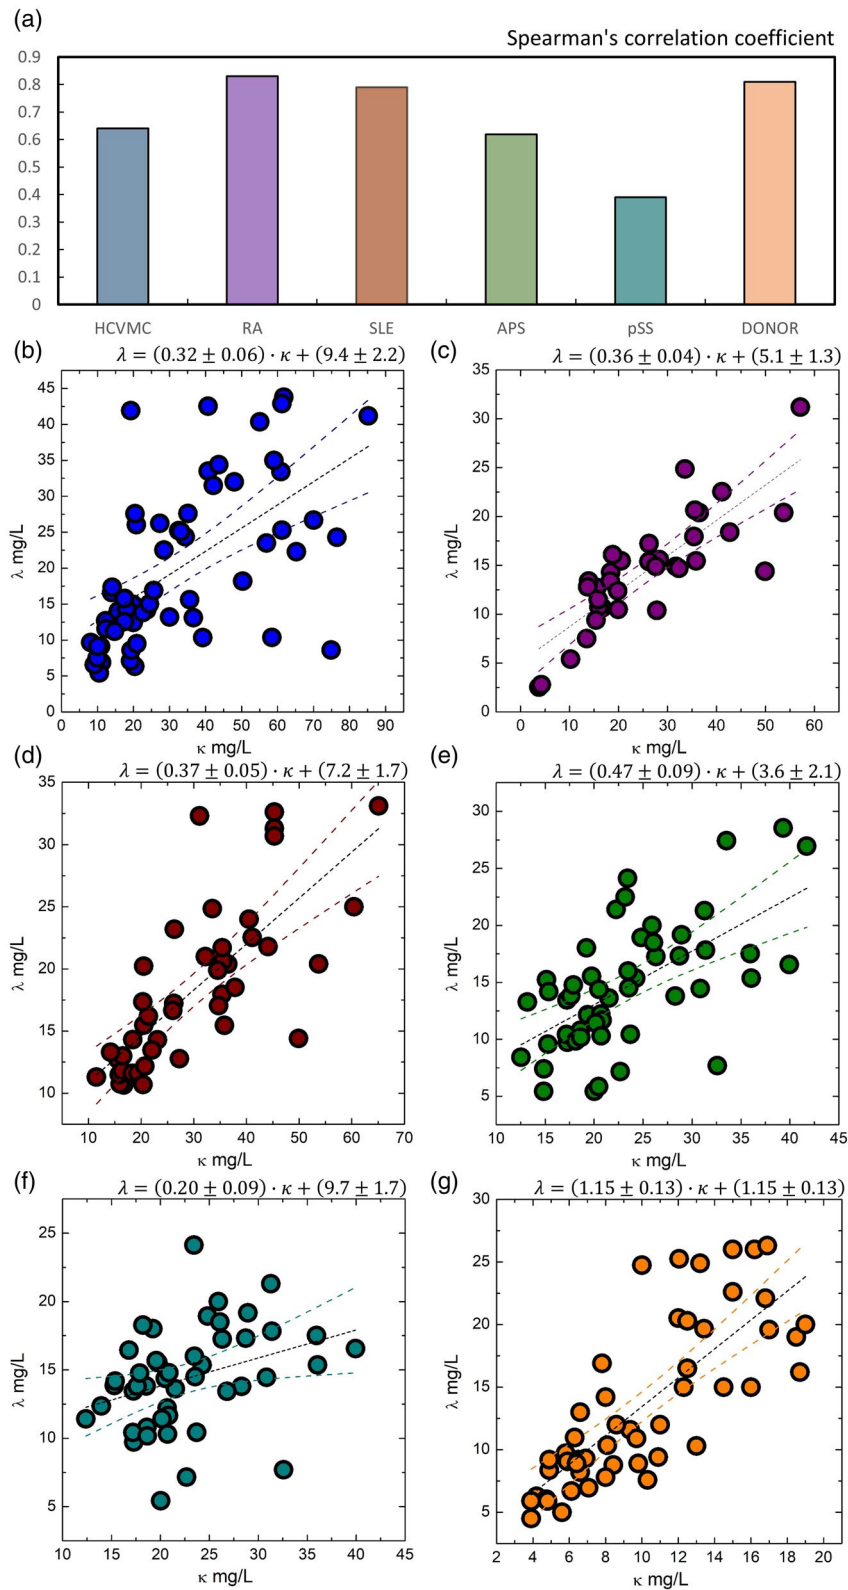 (a)
Spearman's correlation coefficient
0.9
0.8
0.7
0.6
0.5
0.4
0.3
0.2
0.1
0
HCVMC RA SLE APS pSS DONOR
(b)
λ = (0.32 ± 0.06) · κ + (9.4 ± 2.2)
45
40
35
30
25
20
15
10
5
0
λ mg/L
0 10 20 30 40 50 60 70 80 90
κ mg/L
(c)
λ = (0.36 ± 0.04) · κ + (5.1 ± 1.3)
35
30
25
20
15
10
5
0
λ mg/L
0 10 20 30 40 50 60
κ mg/L
(d)
λ = (0.37 ± 0.05) · κ + (7.2 ± 1.7)
35
30
25
20
15
10
λ mg/L
10 20 30 40 50 60 70
κ mg/L
(e)
λ = (0.47 ± 0.09) · κ + (3.6 ± 2.1)
30
25
20
15
10
5
λ mg/L
10 15 20 25 30 35 40 45
κ mg/L
(f)
λ = (0.20 ± 0.09) · κ + (9.7 ± 1.7)
25
20
15
10
5
λ mg/L
10 15 20 25 30 35 40 45
κ mg/L
(g)
λ = (1.15 ± 0.13) · κ + (1.15 ± 0.13)
30
25
20
15
10
5
λ mg/L
2 4 6 8 10 12 14 16 18 20
κ mg/L